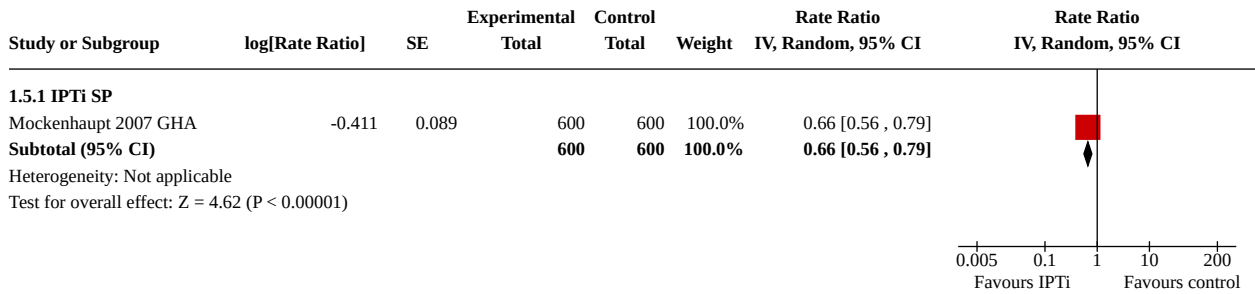 Experimental Control Rate Ratio Rate Ratio
Study or Subgroup log[Rate Ratio] SE Total Total Weight IV, Random, 95% CI IV, Random, 95% CI
1.5.1 IPTi SP
Mockenhaupt 2007 GHA -0.411 0.089 600 600 100.0% 0.66 [0.56 , 0.79]
Subtotal (95% CI) 600 600 100.0% 0.66 [0.56 , 0.79]
Heterogeneity: Not applicable
Test for overall effect: Z = 4.62 (P < 0.00001)
0.005 0.1 1 10 200
Favours IPTi Favours control